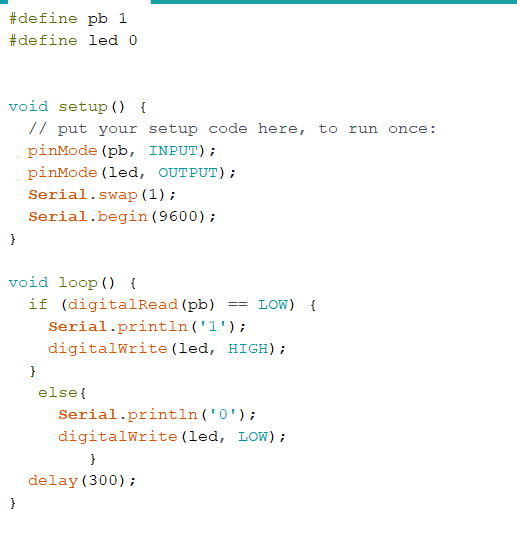 #define pb 1
#define led 0
void setup() {
  // put your setup code here, to run once:
  pinMode(pb, INPUT);
  pinMode(led, OUTPUT);
  Serial.swap(1);
  Serial.begin(9600);
}
void loop() {
  if (digitalRead(pb) == LOW) {
    Serial.println('1');
    digitalWrite(led, HIGH);
  }
   else{
     Serial.println('0');
     digitalWrite(led, LOW);
        }
  delay(300);
}